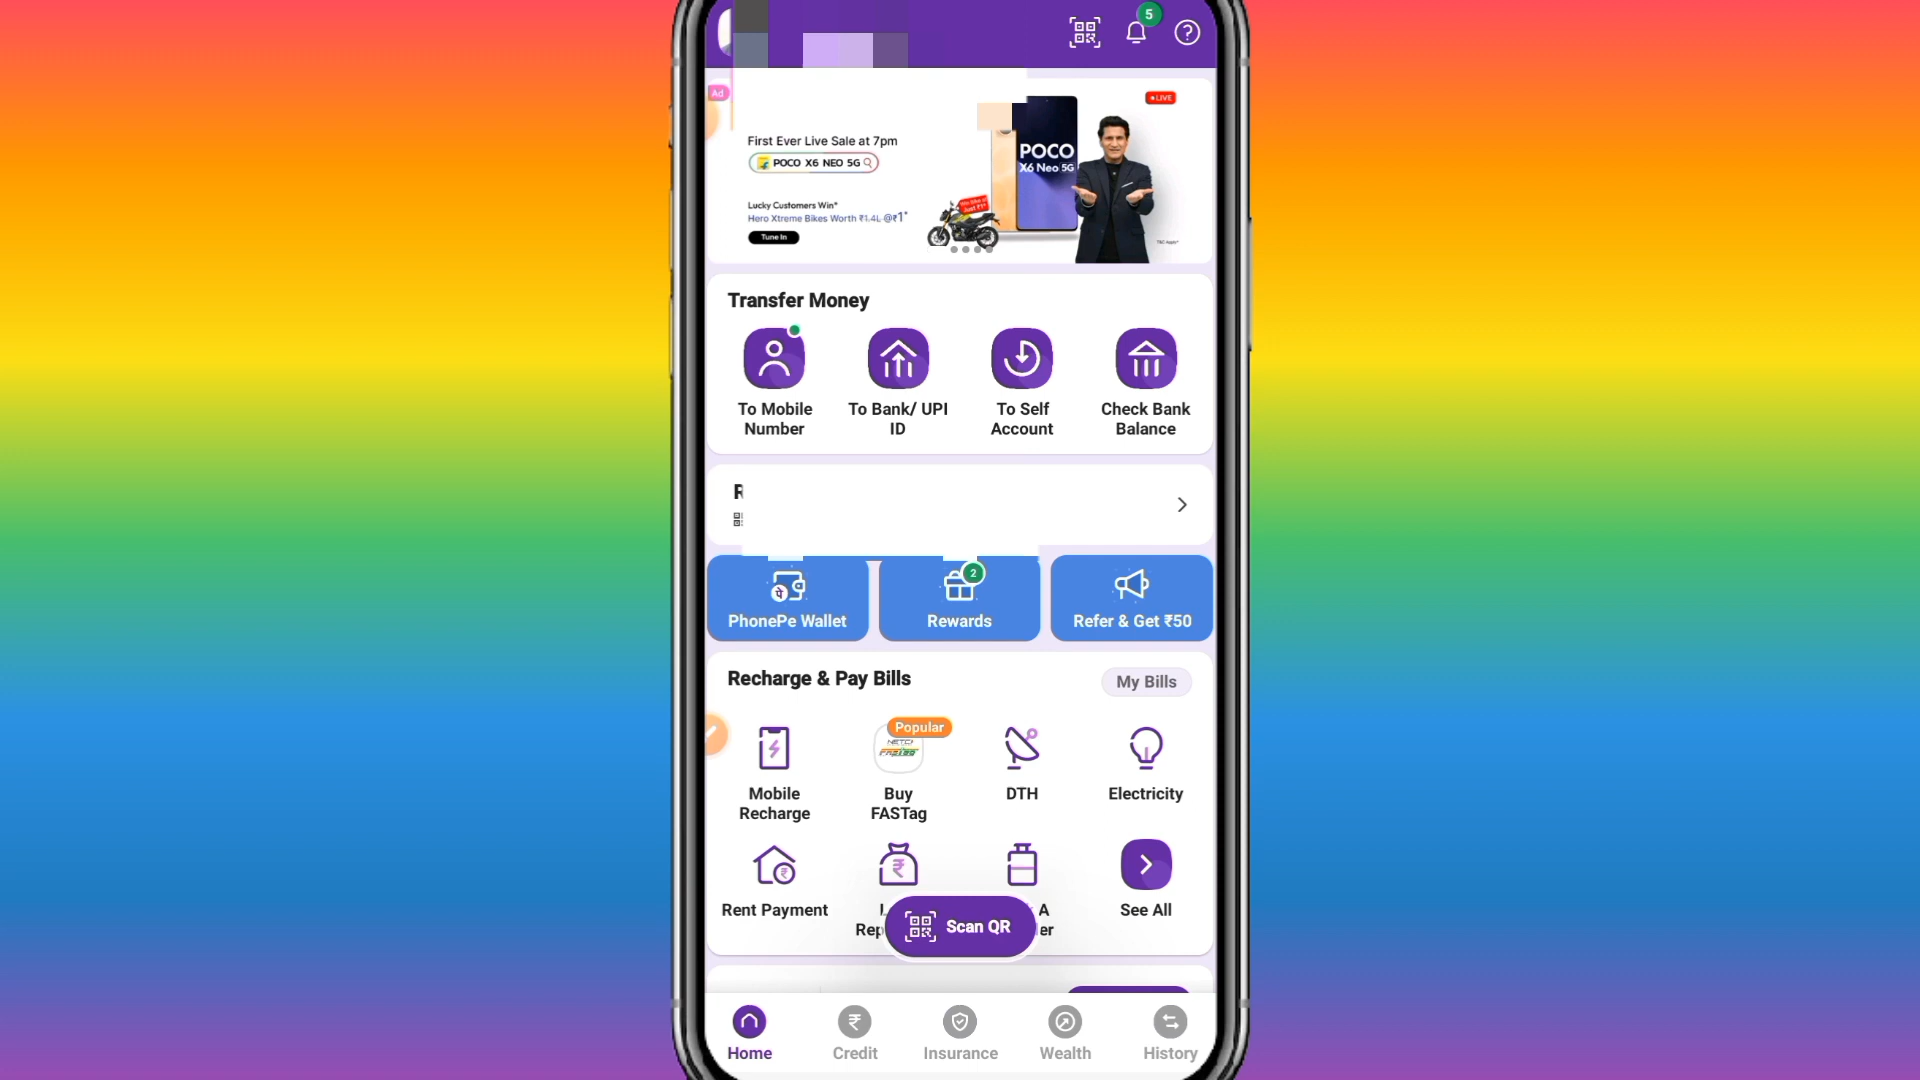 5
Ad
LIVE
First Ever Live Sale at 7pm
POCO X6 NEO 5G
POCO
X6 Neo 5G
Lucky Customers Win*
Hero Xtreme Bikes Worth ₹1.4L @₹1*
Tune In
T&C Apply*
Transfer Money
To Mobile Number
To Bank/ UPI ID
To Self Account
Check Bank Balance
R
पे
2
PhonePe Wallet
Rewards
Refer & Get ₹50
Recharge & Pay Bills
My Bills
Popular
Mobile Recharge
Buy FASTag
DTH
Electricity
Rent Payment
L
Rep
A
er
See All
Scan QR
Home
Credit
Insurance
Wealth
History